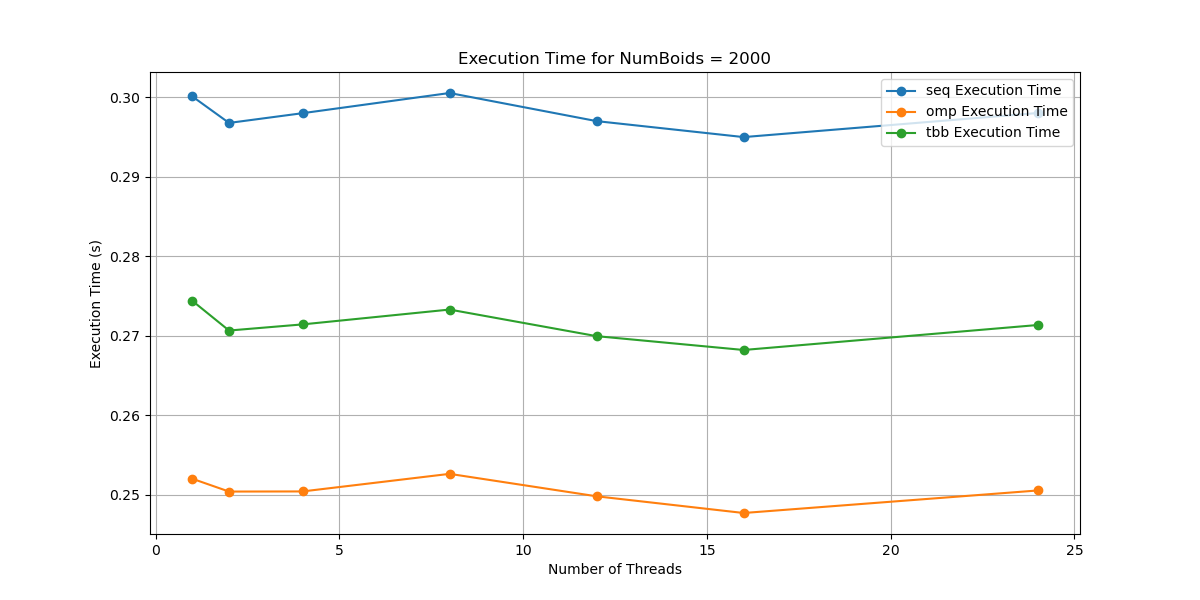 Execution Time for NumBoids = 2000
seq Execution Time
omp Execution Time
tbb Execution Time
Execution Time (s)
0.30
0.29
0.28
0.27
0.26
0.25
0 5 10 15 20 25
Number of Threads